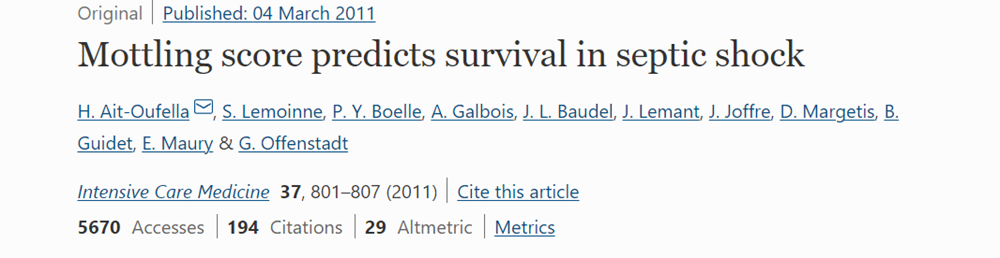 Original | Published: 04 March 2011
Mottling score predicts survival in septic shock
H. Ait-Oufella, S. Lemoinne, P. Y. Boelle, A. Galbois, J. L. Baudel, J. Lemant, J. Joffre, D. Margetis, B.
Guidet, E. Maury & G. Offenstadt
Intensive Care Medicine 37, 801–807 (2011) | Cite this article
5670 Accesses | 194 Citations | 29 Altmetric | Metrics